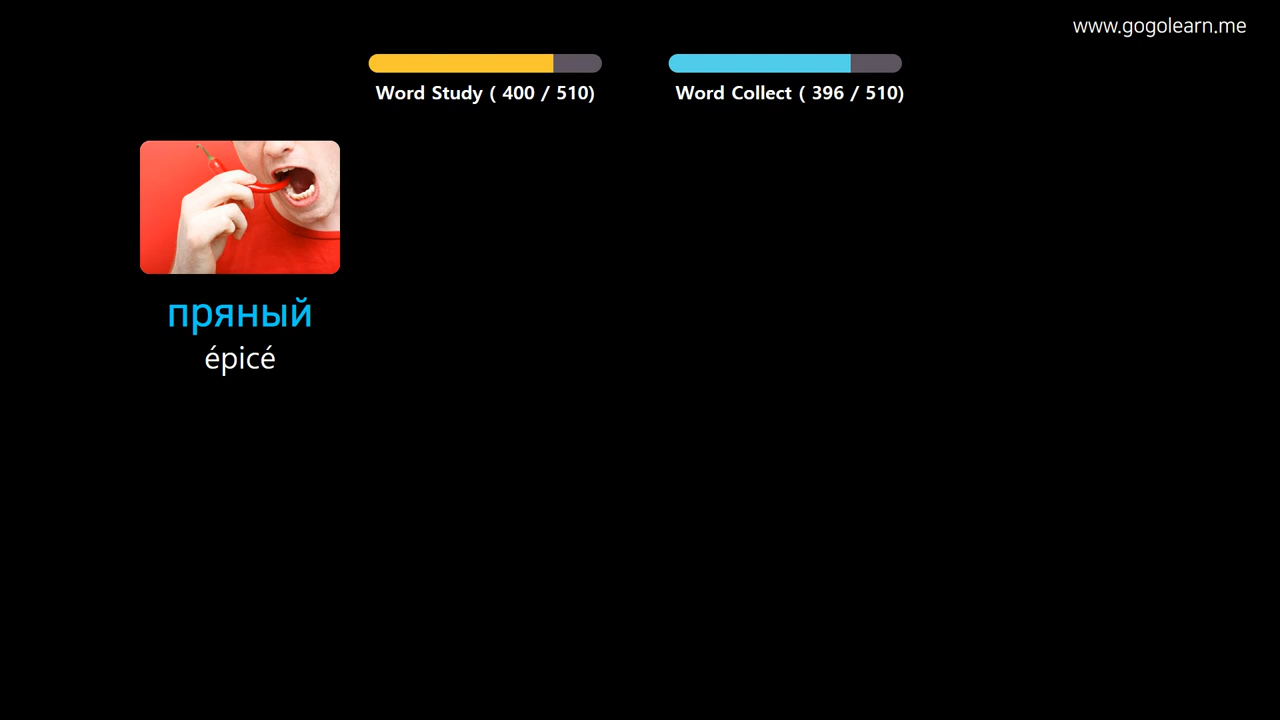 www.gogolearn.me
Word Study ( 400 / 510)
Word Collect ( 396 / 510)
пряный
épicé